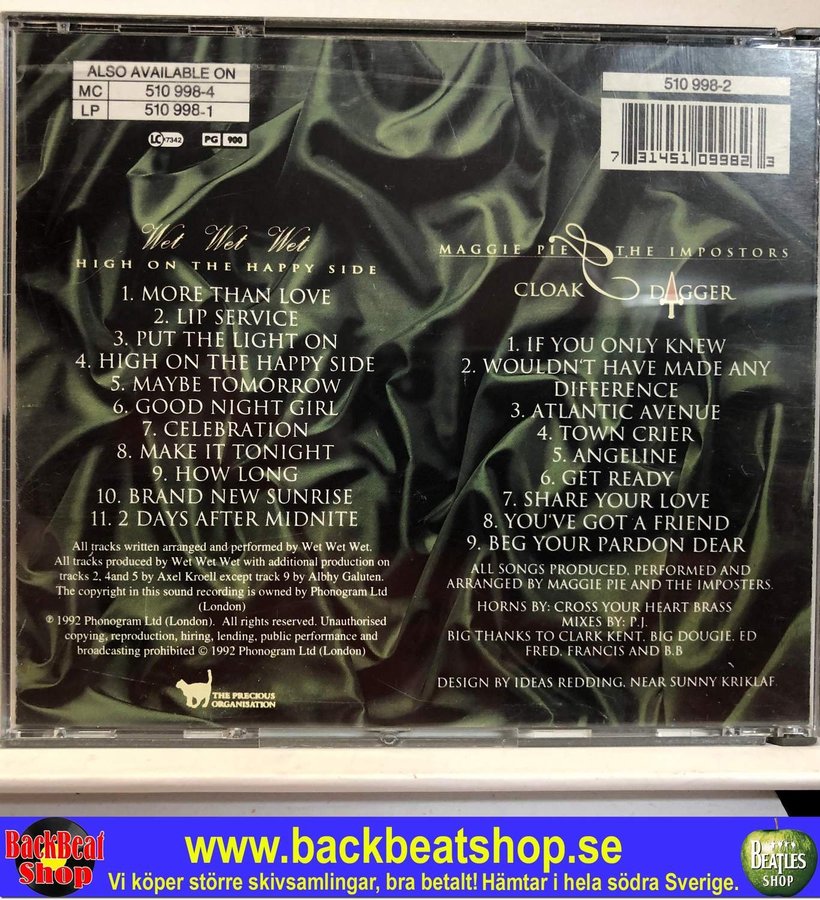 ALSO AVAILABLE ON
MC 510 998-4
LP 510 998-1
LC 7342 PG 900
510 998-2
7 31451 09982 3
Wet Wet Wet
HIGH ON THE HAPPY SIDE
1. MORE THAN LOVE
2. LIP SERVICE
3. PUT THE LIGHT ON
4. HIGH ON THE HAPPY SIDE
5. MAYBE TOMORROW
6. GOOD NIGHT GIRL
7. CELEBRATION
8. MAKE IT TONIGHT
9. HOW LONG
10. BRAND NEW SUNRISE
11. 2 DAYS AFTER MIDNITE
All tracks written arranged and performed by Wet Wet Wet.
All tracks produced by Wet Wet Wet with additional production on
tracks 2, 4and 5 by Axel Kroell except track 9 by Albhy Galuten.
The copyright in this sound recording is owned by Phonogram Ltd
(London)
℗ 1992 Phonogram Ltd (London). All rights reserved. Unauthorised
copying, reproduction, hiring, lending, public performance and
broadcasting prohibited © 1992 Phonogram Ltd (London)
THE PRECIOUS
ORGANISATION
MAGGIE PIE & THE IMPOSTORS
CLOAK & DAGGER
1. IF YOU ONLY KNEW
2. WOULDN'T HAVE MADE ANY
DIFFERENCE
3. ATLANTIC AVENUE
4. TOWN CRIER
5. ANGELINE
6. GET READY
7. SHARE YOUR LOVE
8. YOU'VE GOT A FRIEND
9. BEG YOUR PARDON DEAR
ALL SONGS PRODUCED, PERFORMED AND
ARRANGED BY MAGGIE PIE AND THE IMPOSTERS.
HORNS BY: CROSS YOUR HEART BRASS
MIXES BY: P.J.
BIG THANKS TO CLARK KENT, BIG DOUGIE, ED
FRED, FRANCIS AND B.B
DESIGN BY IDEAS REDDING, NEAR SUNNY KRIKLAF.
BackBeat
Shop
www.backbeatshop.se
Vi köper större skivsamlingar, bra betalt! Hämtar i hela södra Sverige.
BEATLES
SHOP